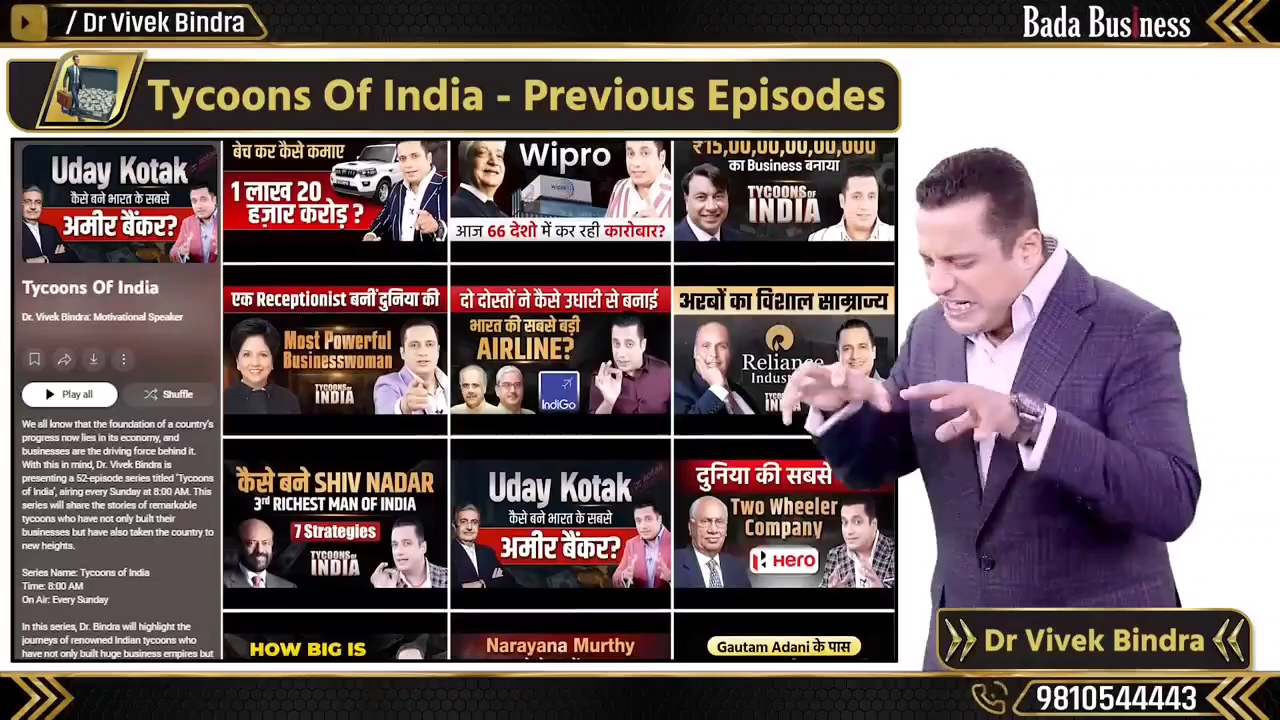 / Dr Vivek Bindra
Bada Business
Tycoons Of India - Previous Episodes
Uday Kotak
कैसे बने भारत के सबसे
अमीर बैंकर?
Tycoons Of India
Dr. Vivek Bindra: Motivational Speaker
Play all
Shuffle
We all know that the foundation of a country's
progress now lies in its economy, and
businesses are the driving force behind it.
With this in mind, Dr. Vivek Bindra is
presenting a 52-episode series titled 'Tycoons
of India', airing every Sunday at 8:00 AM. This
series will share the stories of remarkable
tycoons who have not only built their
businesses but have also taken the country to
new heights.
Series Name: Tycoons of India
Time: 8:00 AM
On Air: Every Sunday
In this series, Dr. Bindra will highlight the
journeys of renowned Indian tycoons who
have not only built huge business empires but
बेच कर कैसे कमाए
1 लाख 20
हज़ार करोड़ ?
Wipro
आज 66 देशो में कर रही कारोबार?
₹15,00,00,00,00,000
का Business बनाया
TYCOONS OF
INDIA
एक Receptionist बनीं दुनिया की
Most Powerful
Businesswoman
TYCOONS OF
INDIA
दो दोस्तों ने कैसे उधारी से बनाई
भारत की सबसे बड़ी
AIRLINE?
IndiGo
अरबों का विशाल साम्राज्य
Reliance
कैसे बने SHIV NADAR
3rd RICHEST MAN OF INDIA
7 Strategies
TYCOONS OF
INDIA
Uday Kotak
कैसे बने भारत के सबसे
अमीर बैंकर?
दुनिया की सबसे
Two Wheeler
Company
Hero
HOW BIG IS
Narayana Murthy
Gautam Adani के पास
Dr Vivek Bindra
9810544443